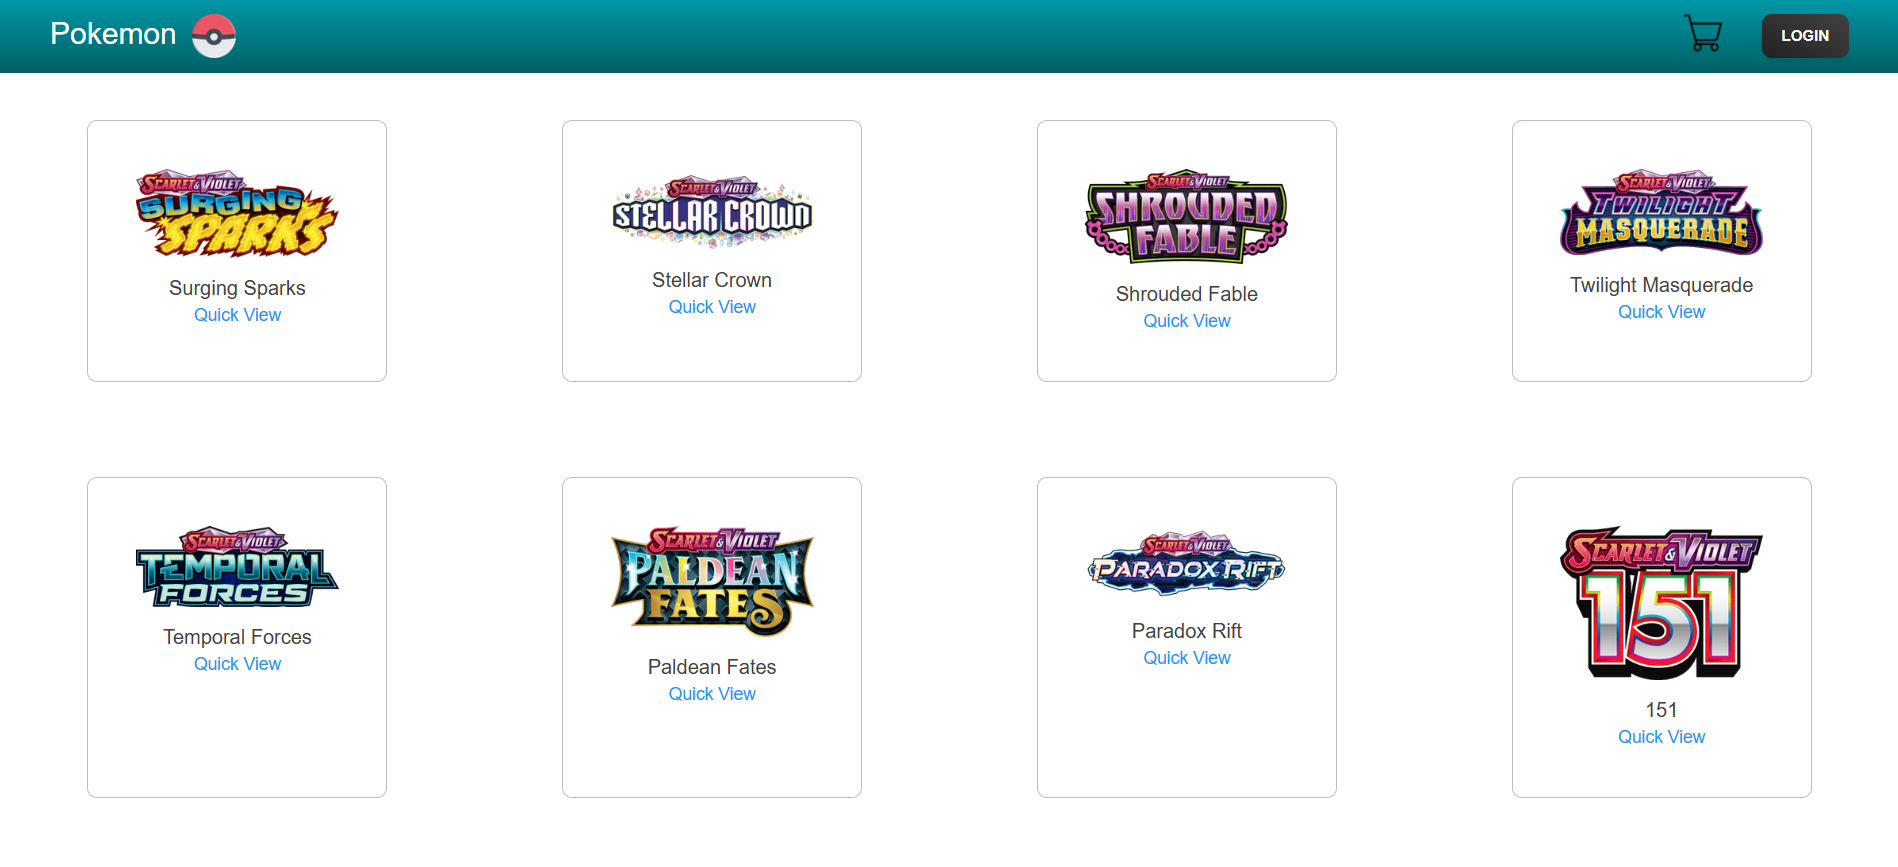 Pokemon
LOGIN
SCARLET & VIOLET
SURGING
SPARKS
Surging Sparks
Quick View
SCARLET & VIOLET
STELLAR CROWN
Stellar Crown
Quick View
SCARLET & VIOLET
SHROUDED
FABLE
Shrouded Fable
Quick View
SCARLET & VIOLET
TWILIGHT
MASQUERADE
Twilight Masquerade
Quick View
SCARLET & VIOLET
TEMPORAL
FORCES
Temporal Forces
Quick View
SCARLET & VIOLET
PALDEAN
FATES
Paldean Fates
Quick View
SCARLET & VIOLET
PARADOX RIFT
Paradox Rift
Quick View
SCARLET & VIOLET
151
151
Quick View